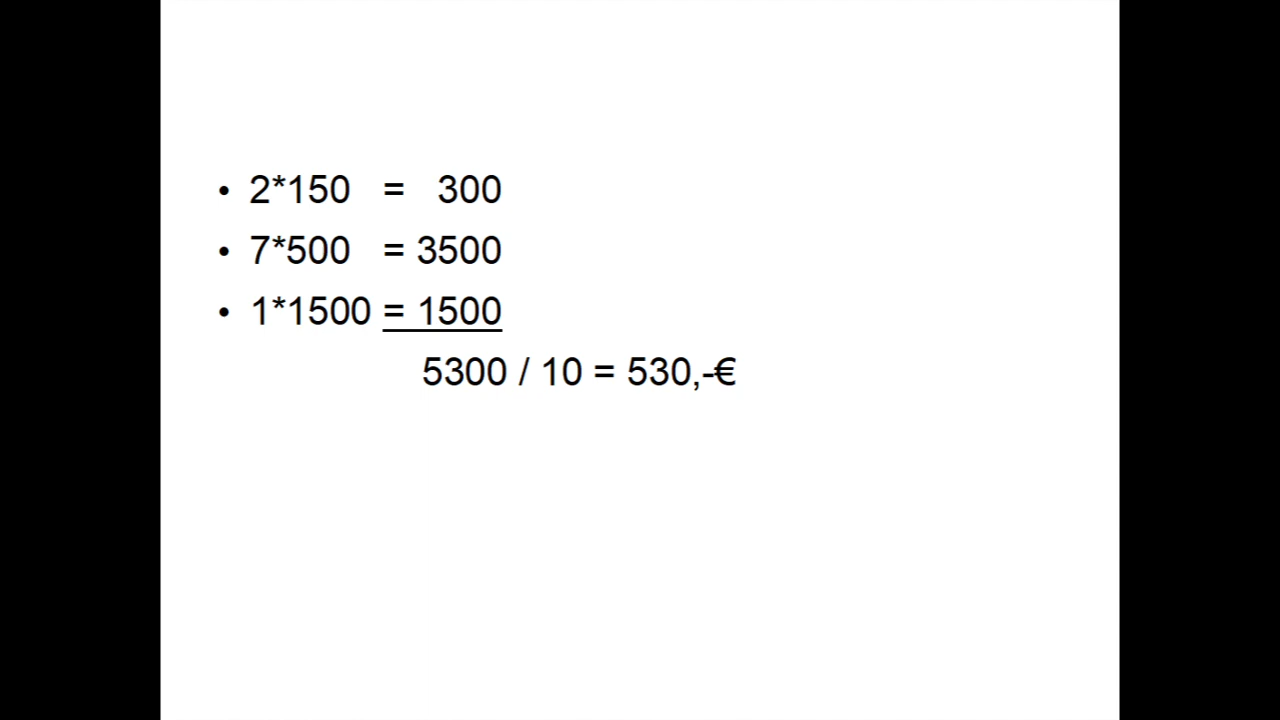 • 2*150 = 300
• 7*500 = 3500
• 1*1500 = 1500
5300 / 10 = 530,-€